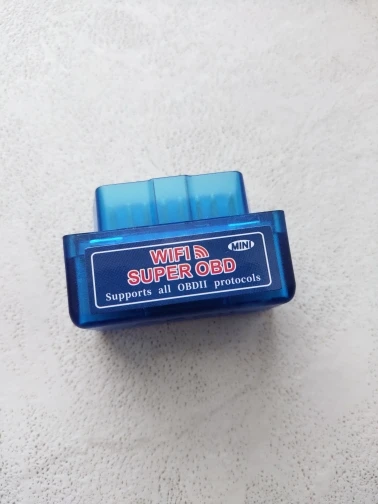 WIFI
MINI
SUPER OBD
Supports all OBDII protocols